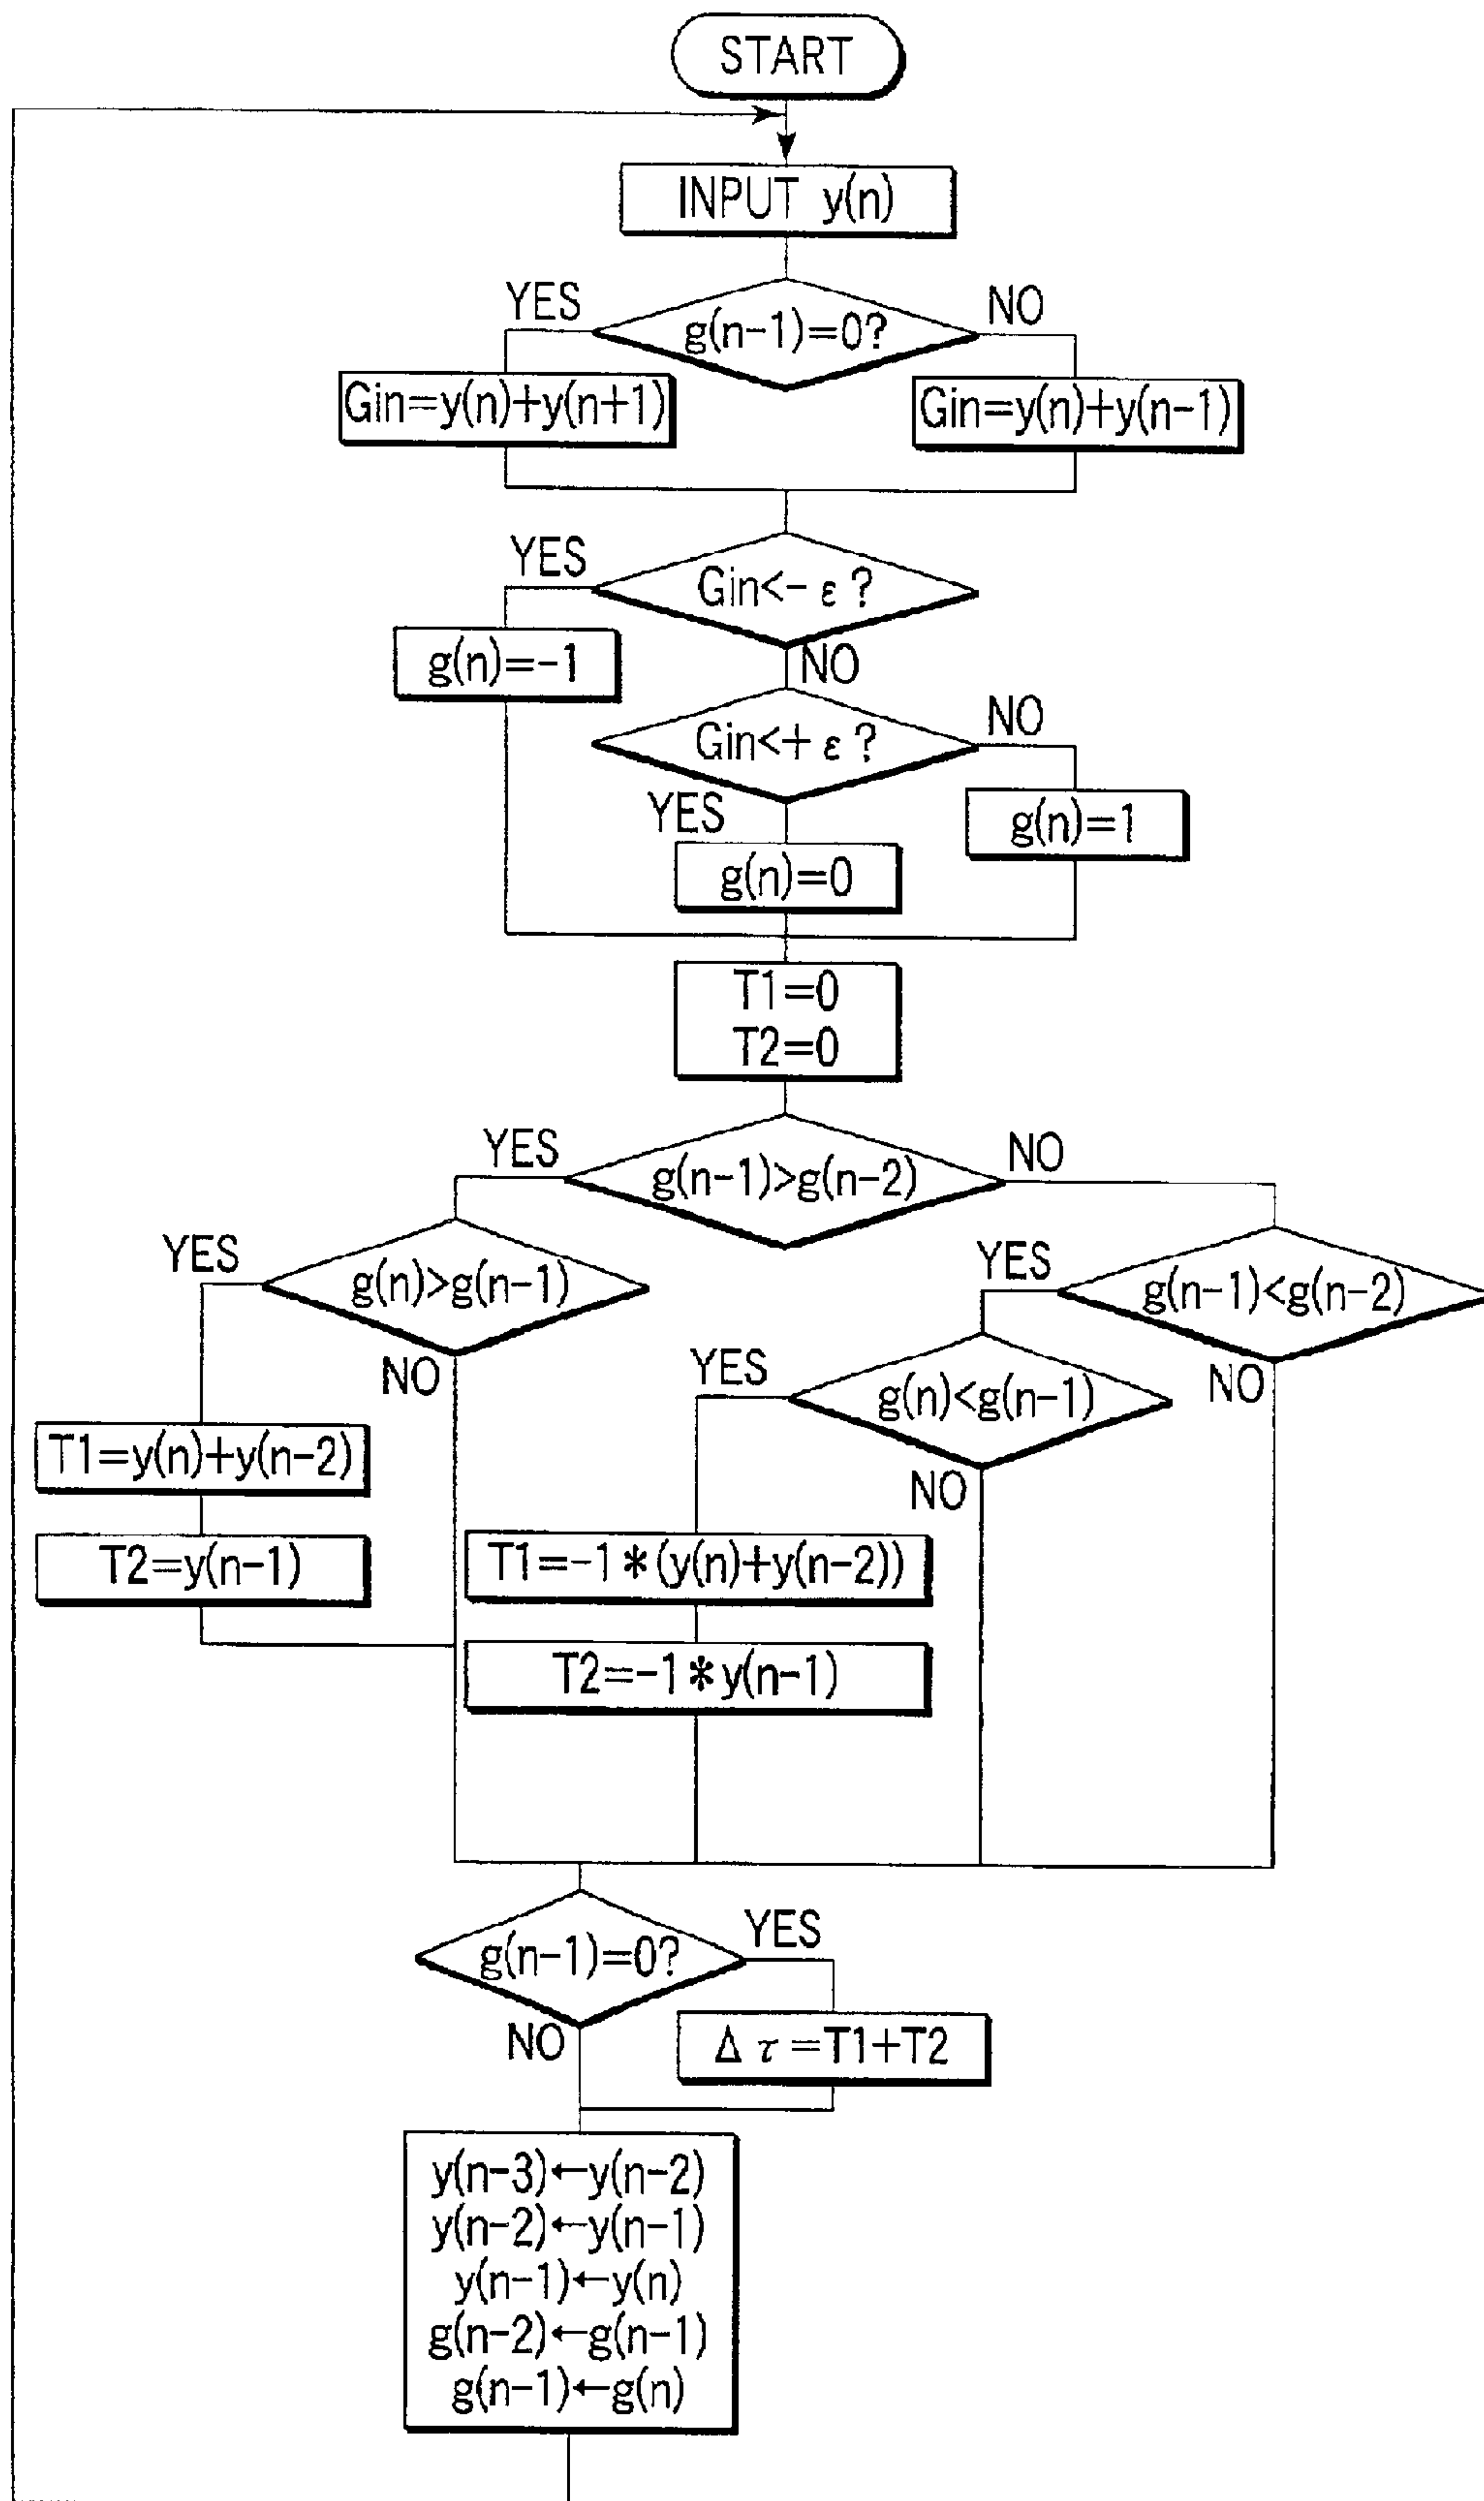 START
INPUT y(n)
YES
NO
g(n-1)=0?
Gin=y(n)+y(n+1)
Gin=y(n)+y(n-1)
YES
Gin<- ε ?
g(n)=-1
NO
NO
Gin<+ ε ?
YES
g(n)=1
g(n)=0
T1=0
T2=0
YES
NO
g(n-1)>g(n-2)
YES
g(n)>g(n-1)
YES
g(n-1)<g(n-2)
NO
YES
NO
g(n)<g(n-1)
T1=y(n)+y(n-2)
NO
T2=y(n-1)
T1=-1*(y(n)+y(n-2))
T2=-1*y(n-1)
YES
g(n-1)=0?
NO
Δ τ =T1+T2
y(n-3)←y(n-2)
y(n-2)←y(n-1)
y(n-1)←y(n)
g(n-2)←g(n-1)
g(n-1)←g(n)